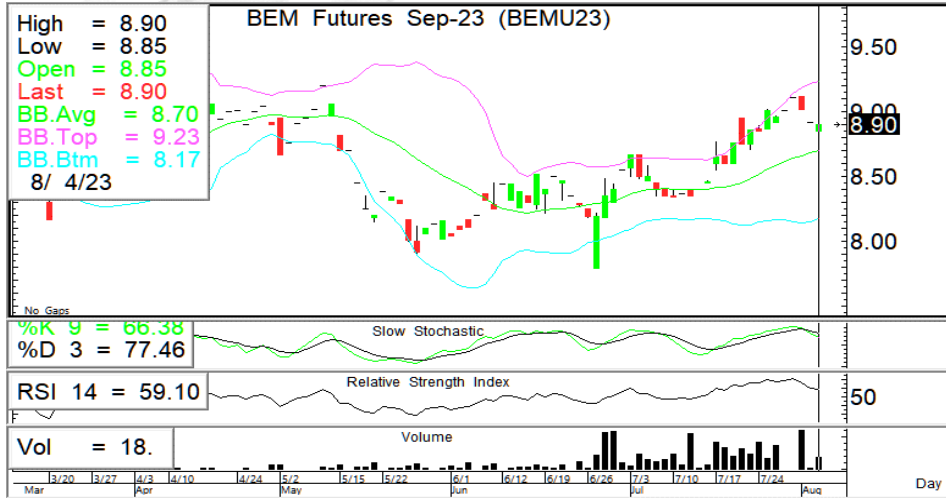 BEM Futures Sep-23 (BEMU23)
High = 8.90
Low = 8.85
Open = 8.85
Last = 8.90
BB.Avg = 8.70
BB.Top = 9.23
BB.Btm = 8.17
8/ 4/23
9.50
9.00
8.90
8.50
8.00
No Gaps
%K 9 = 66.38
%D 3 = 77.46
Slow Stochastic
RSI 14 = 59.10
Relative Strength Index
50
Vol = 18.
Volume
3/20 3/27 4/3 4/10 4/24 5/2 5/15 5/22 6/1 6/12 6/19 6/26 7/3 7/10 7/17 7/24
Mar Apr May Jun Jul Aug Day